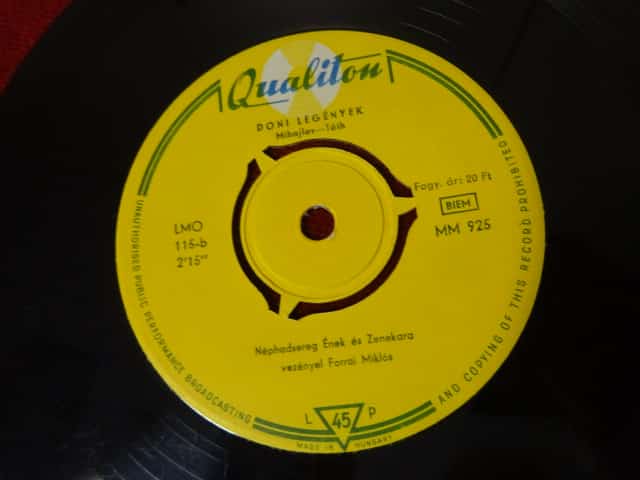 Qualiton
DONI LEGÉNYEK
Mihajlov—Tóth
Fogy. ár: 20 Ft
BIEM
MM 925
LMO
115-b
2'15"
Néphadsereg Ének és Zenekara
vezényel Forrai Miklós
L 45 P
MADE IN HUNGARY
UNAUTHORISED PUBLIC PERFORMANCE BROADCASTING
AND COPYING OF THIS RECORD PROHIBITED